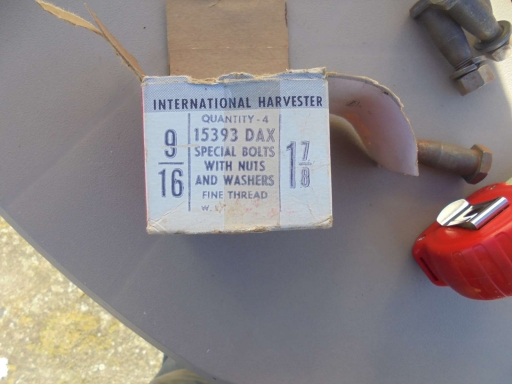 INTERNATIONAL HARVESTER
QUANTITY - 4
15393 DAX
SPECIAL BOLTS
WITH NUTS
AND WASHERS
FINE THREAD
9/16
1 7/8